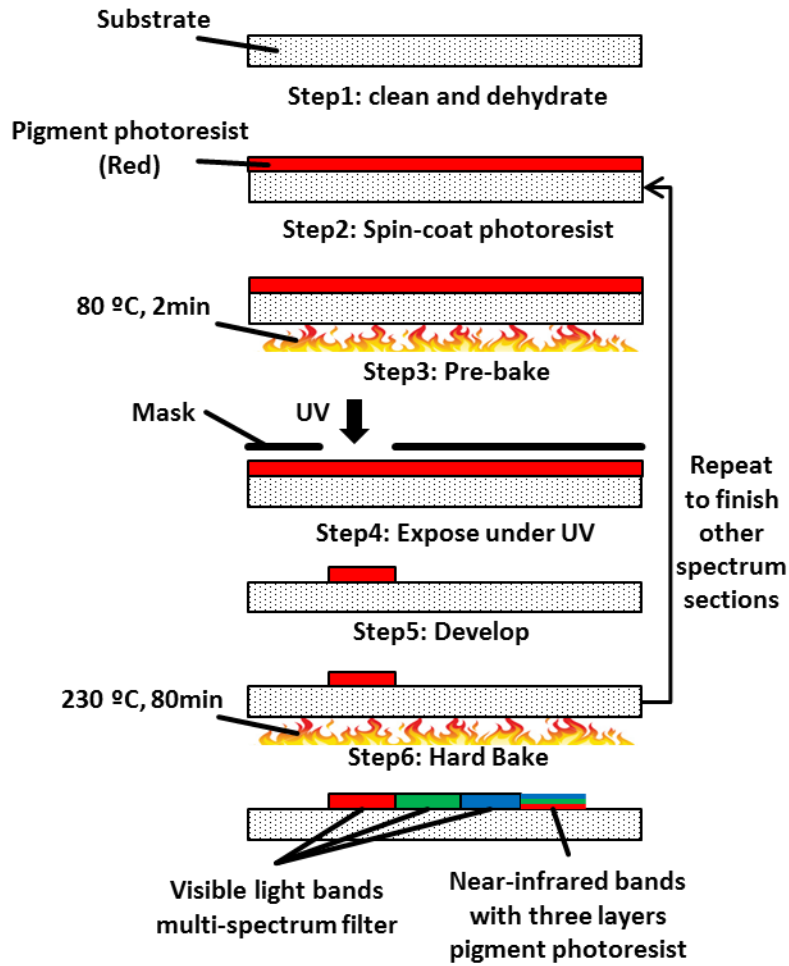 Substrate
Step1: clean and dehydrate
Pigment photoresist
(Red)
Step2: Spin-coat photoresist
80 ºC, 2min
Step3: Pre-bake
Mask
UV
Step4: Expose under UV
Repeat
to finish
other
spectrum
sections
Step5: Develop
230 ºC, 80min
Step6: Hard Bake
Visible light bands
multi-spectrum filter
Near-infrared bands
with three layers
pigment photoresist